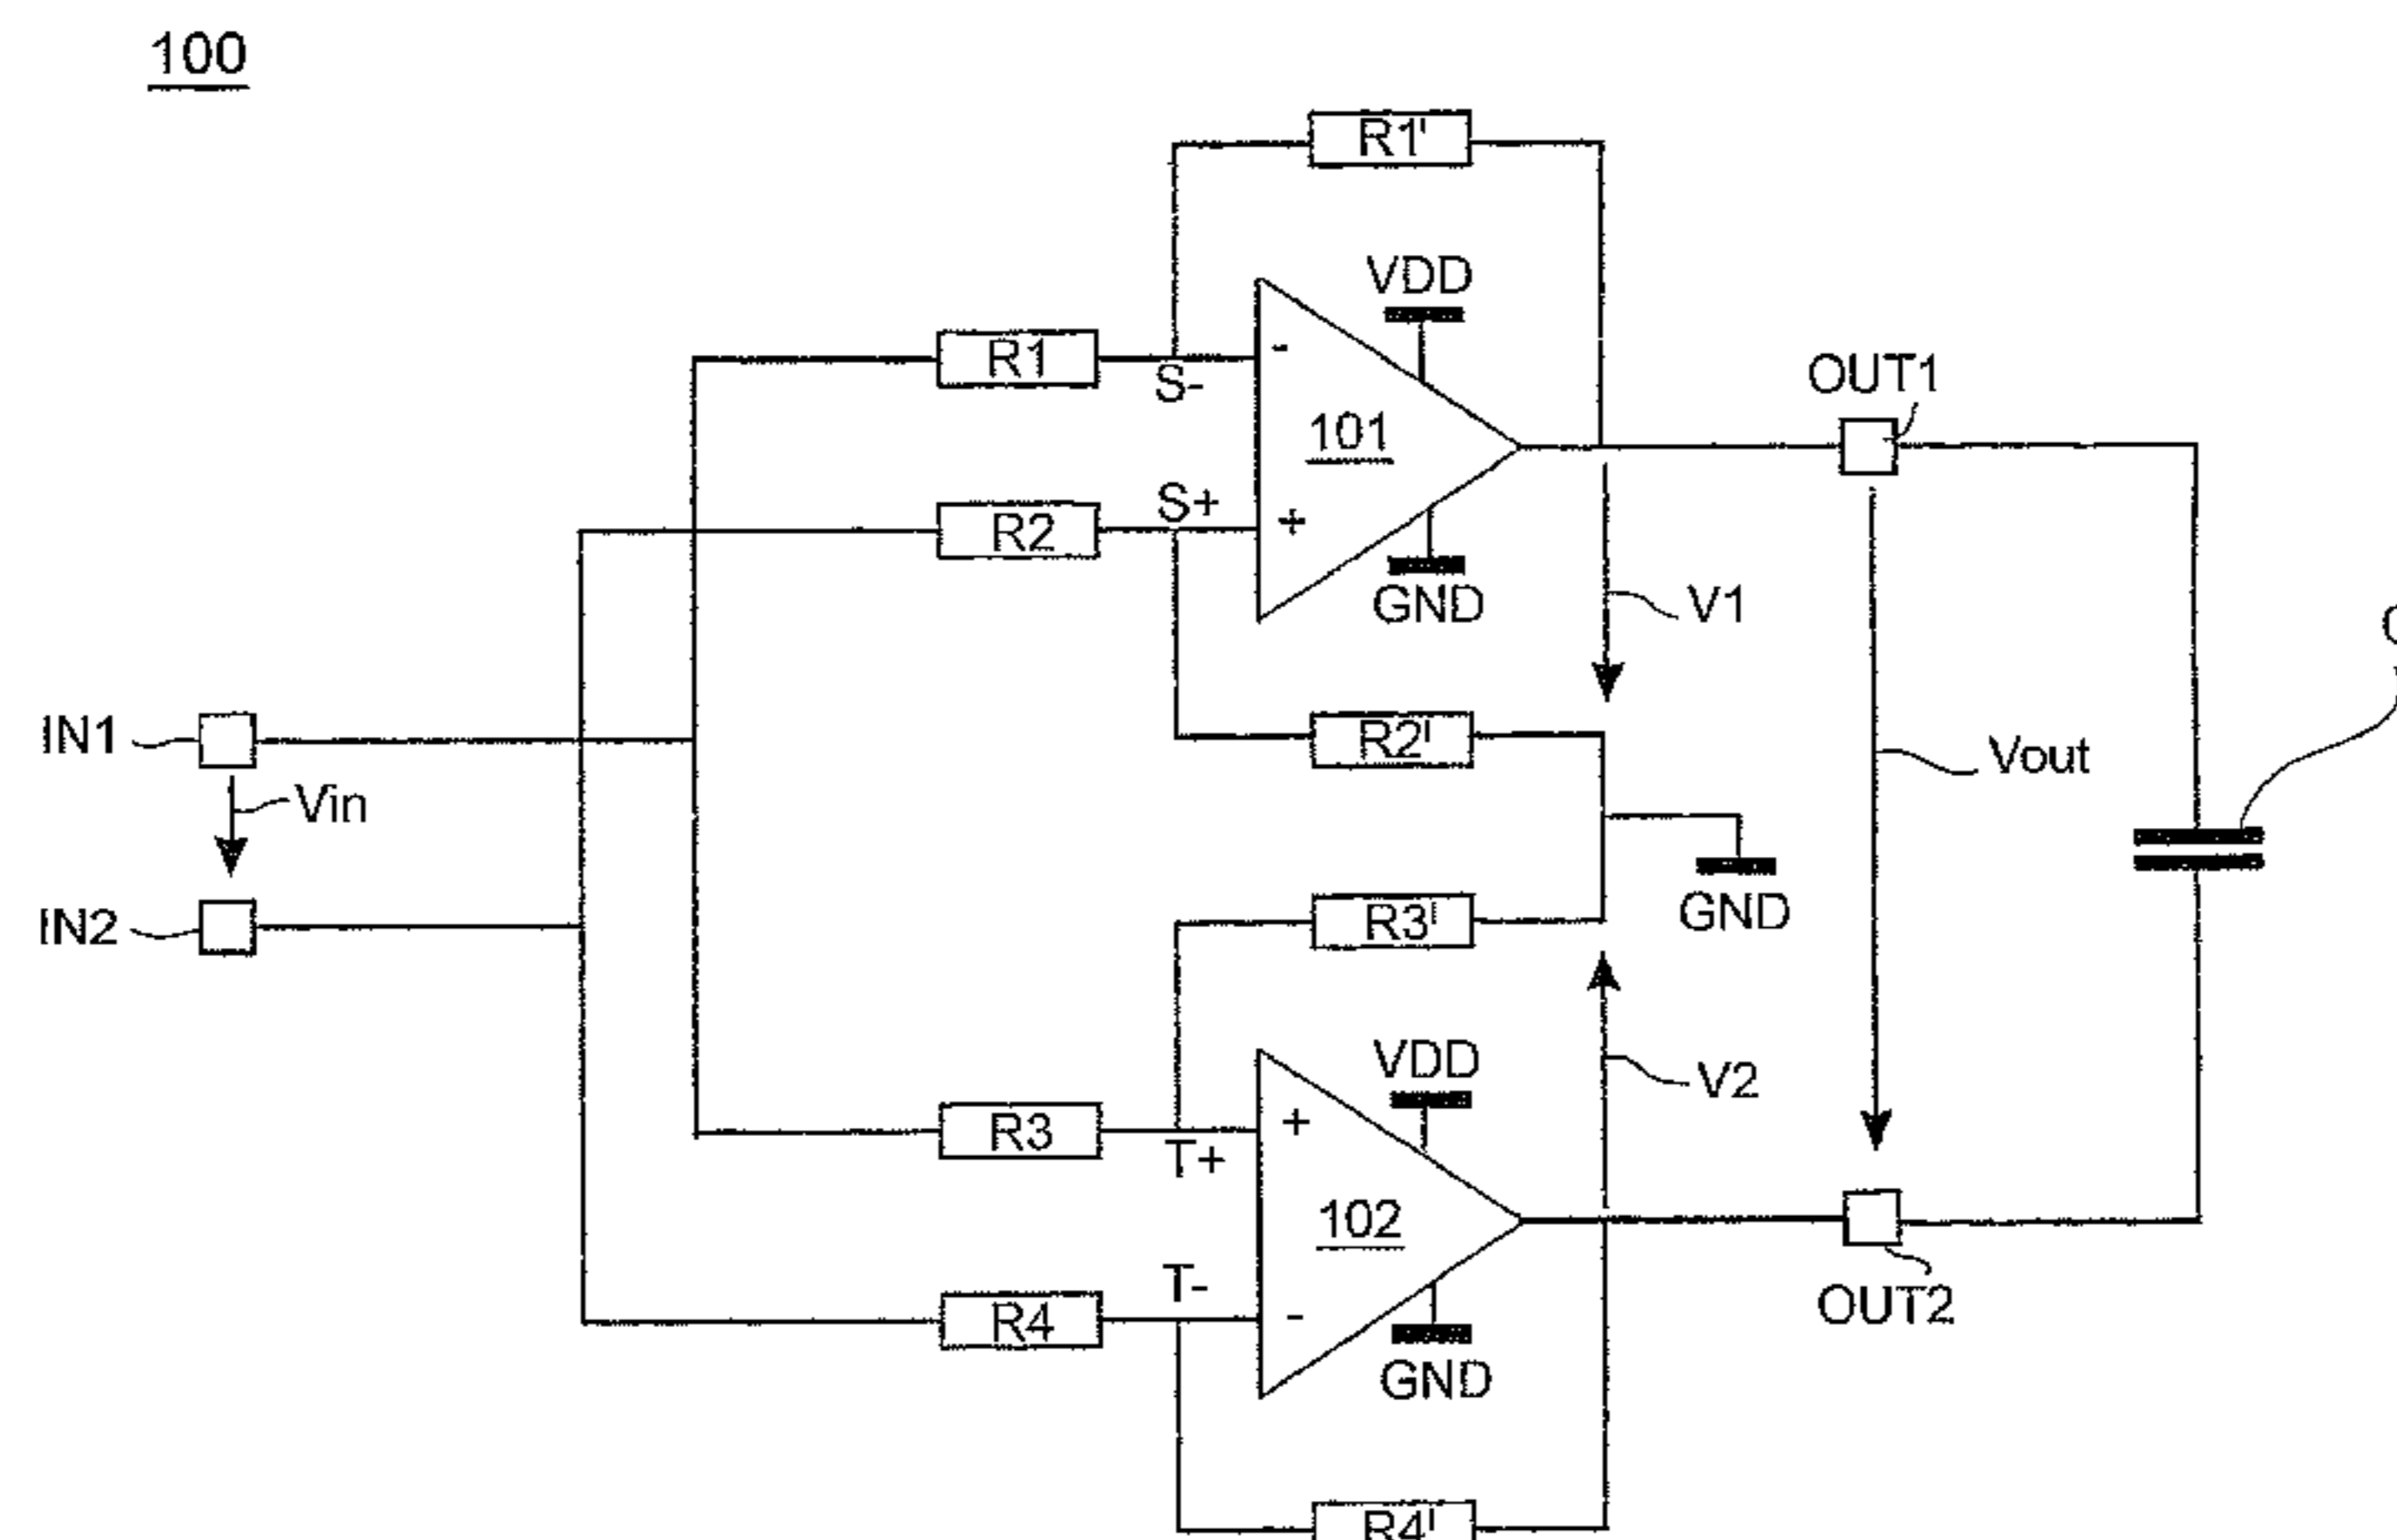 100
R1'
VDD
R1
S-
-
101
OUT1
R2
S+
+
GND
V1
IN1
Vin
R2'
Vout
IN2
R3'
GND
VDD
V2
R3
T+
+
102
R4
T-
-
GND
OUT2
R4'